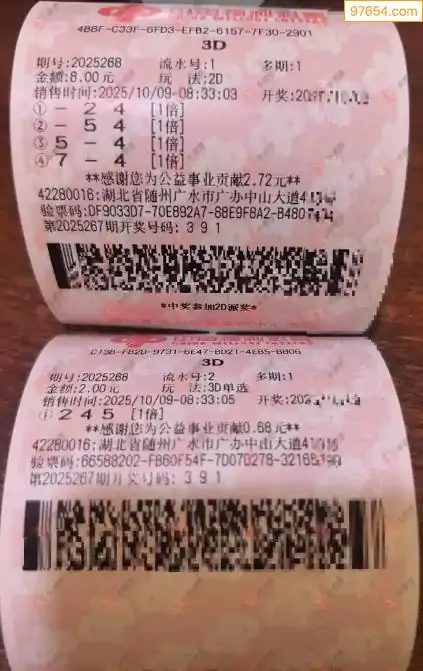 97654.com
4B8F-C33F-6FD3-EFB2-6157-7F30-2901
3D
期号:2025268 流水号:1 多期:1
金额:8.00元 玩 法:2D
销售时间:2025/10/09-08:33:03 开奖:
① - 2 4 [1倍]
② - 5 4 [1倍]
③ 5 - 4 [1倍]
④ 7 - 4 [1倍]
**感谢您为公益事业贡献2.72元**
42280016:湖北省随州广水市广办中山大道4
验票码:DF9033D7-70E892A7-68E9F8A2-B480
第2025267期开奖号码: 3 9 1
*中奖参加2D派奖*
3D
期号:2025268 流水号:2 多期:1
金额:2.00元 玩 法:3D单选
销售时间:2025/10/09-08:33:05 开奖:
① 2 4 5 [1倍]
**感谢您为公益事业贡献0.68元**
42280016:湖北省随州广水市广办中山大道4
验票码:66588202-FB60F54F-7D07D278-3216
第2025267期开奖号码: 3 9 1